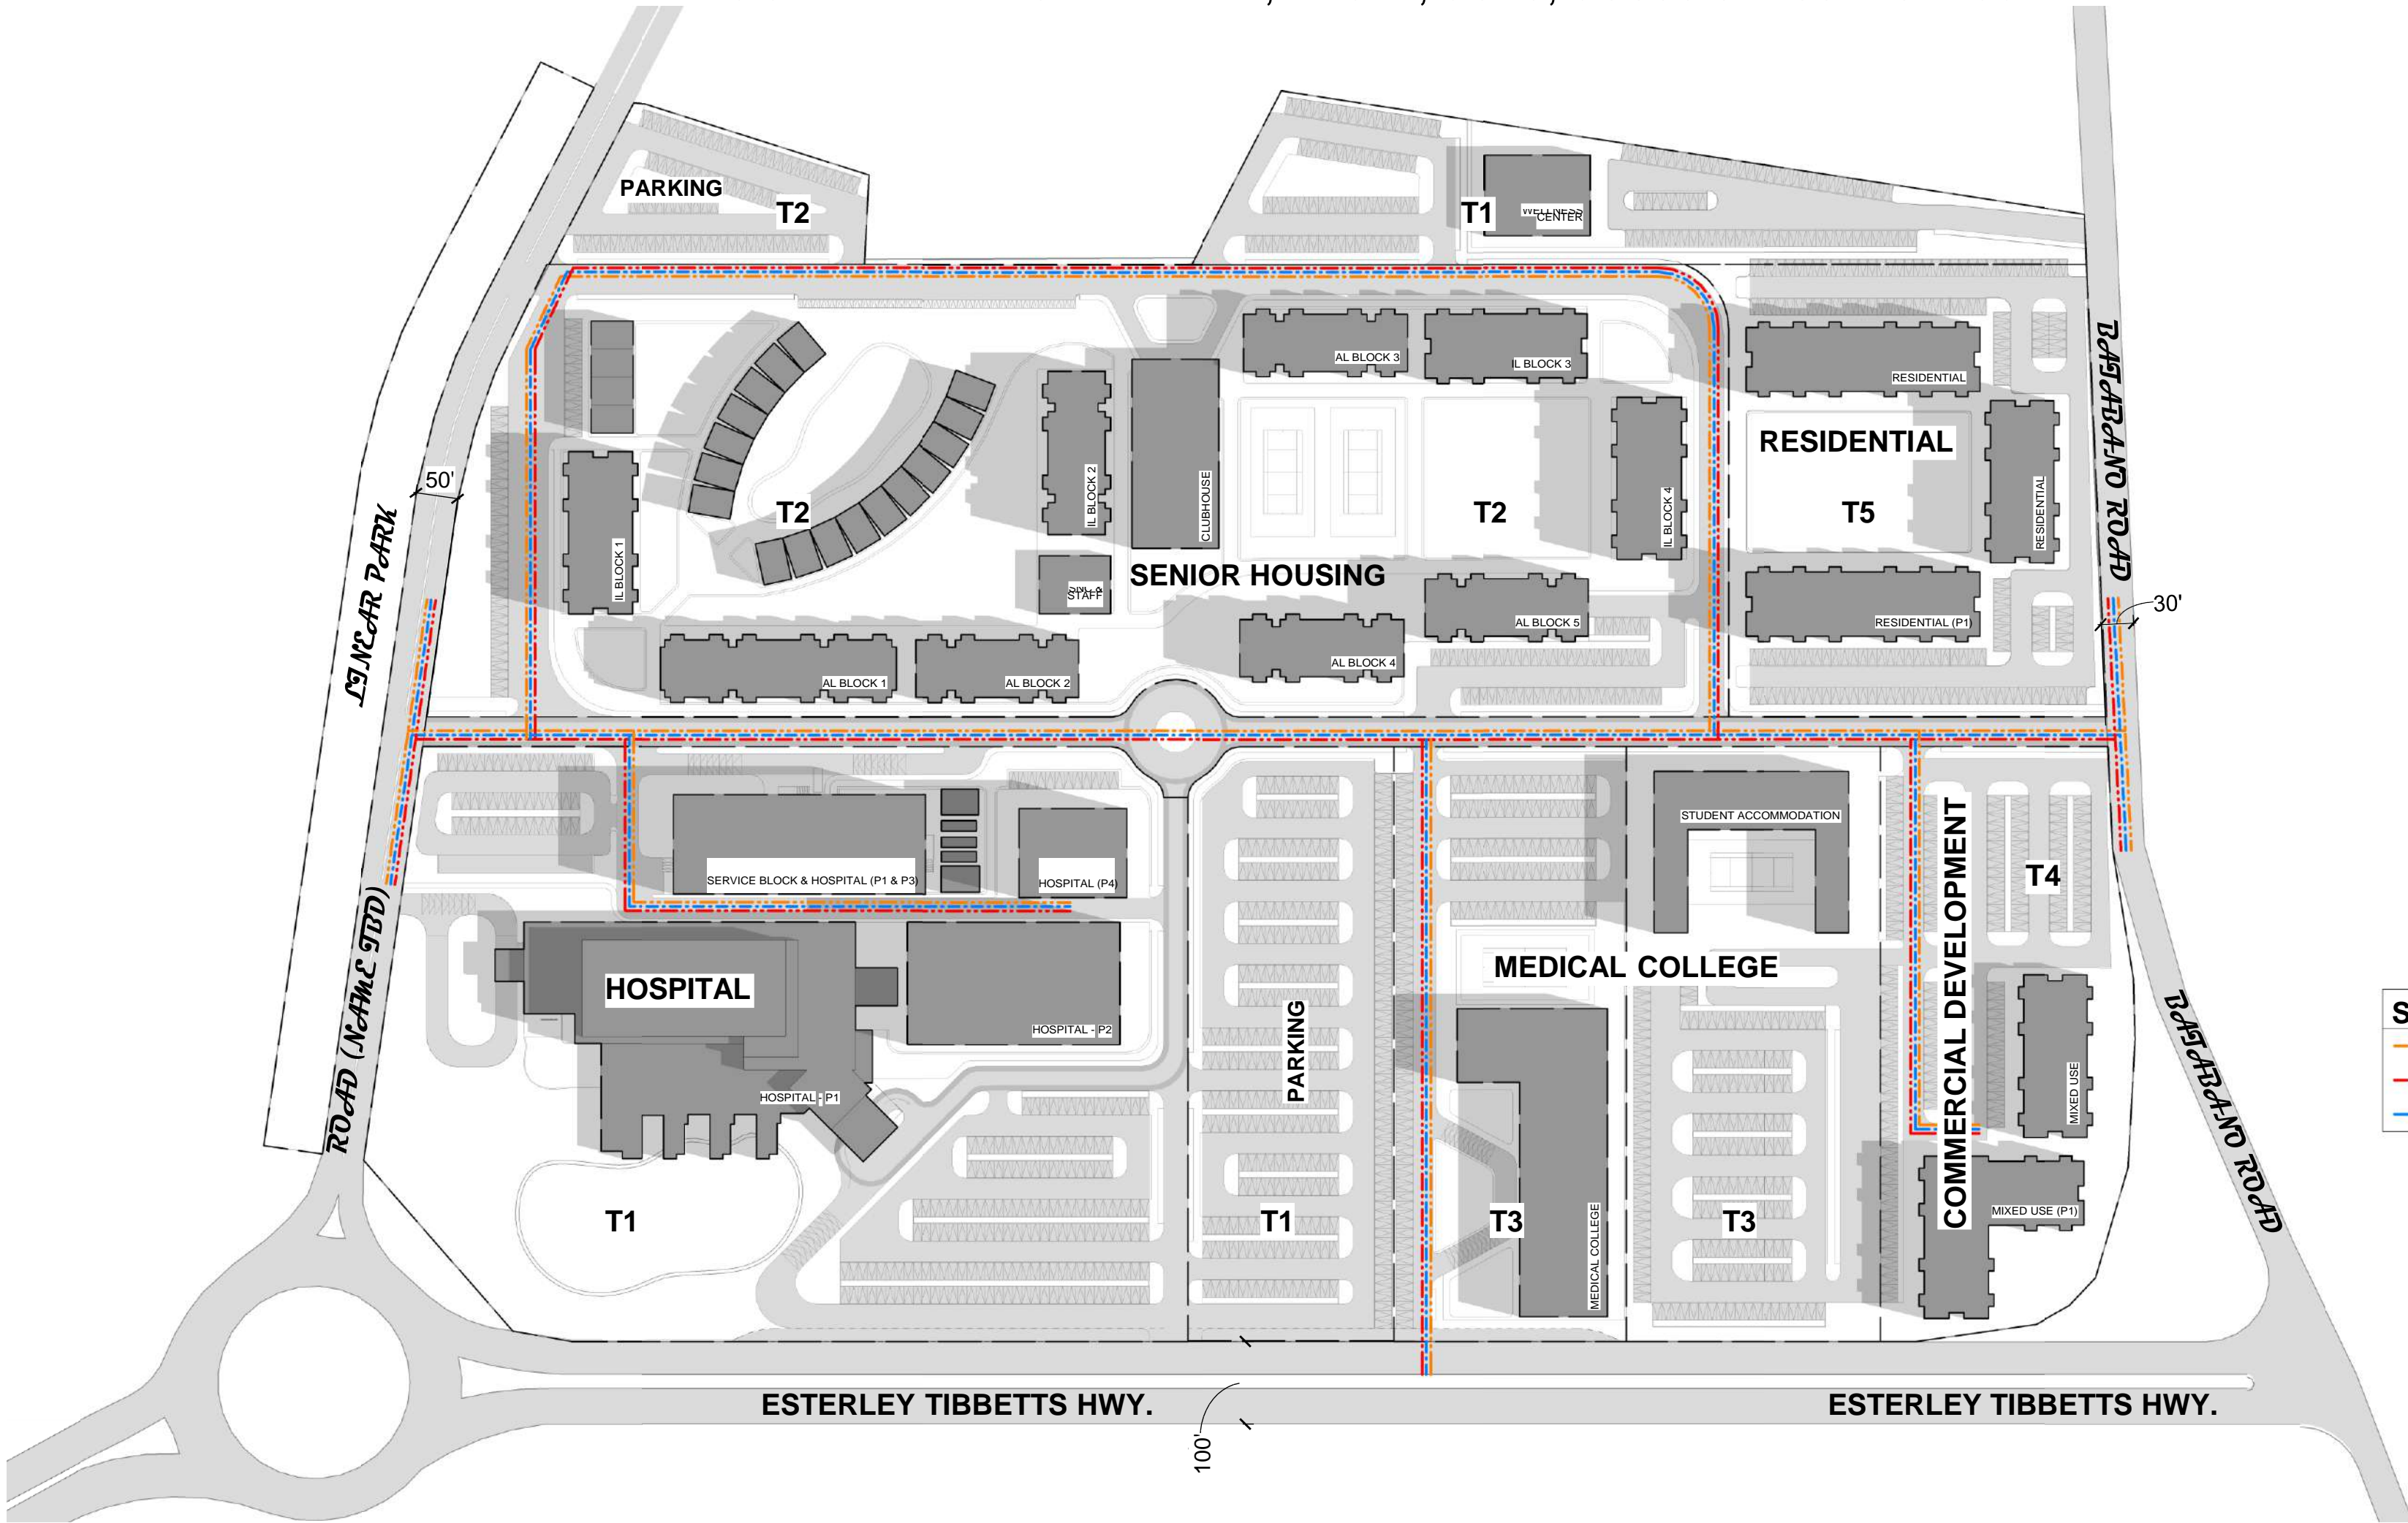 PARKING
T2
T1
CENTER
AL BLOCK 3
IL BLOCK 3
RESIDENTIAL
BATABANO ROAD
RESIDENTIAL
50'
T2
IL BLOCK 2
CLUBHOUSE
T2
IL BLOCK 4
T5
RESIDENTIAL
LINEAR PARK
IL BLOCK 1
SENIOR HOUSING
STAFF
30'
AL BLOCK 5
RESIDENTIAL (P1)
AL BLOCK 4
AL BLOCK 1
AL BLOCK 2
STUDENT ACCOMMODATION
SERVICE BLOCK & HOSPITAL (P1 & P3)
HOSPITAL (P4)
T4
COMMERCIAL DEVELOPMENT
MEDICAL COLLEGE
HOSPITAL
ROAD (NAME TBD)
HOSPITAL - P2
PARKING
HOSPITAL - P1
MIXED USE
BATABANO ROAD
S
MIXED USE (P1)
T1
T1
T3
MEDICAL COLLEGE
T3
ESTERLEY TIBBETTS HWY.
ESTERLEY TIBBETTS HWY.
100'